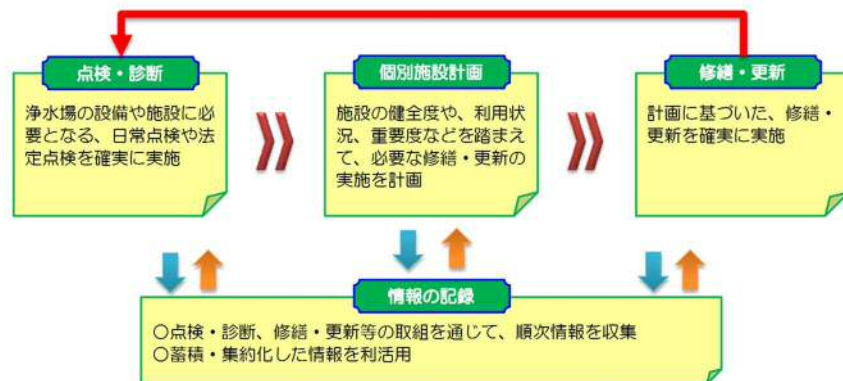 点検・診断
浄水場の設備や施設に必
要となる、日常点検や法
定点検を確実に実施
個別施設計画
施設の健全度や、利用状
況、重要度などを踏まえ
て、必要な修繕・更新の
実施を計画
修繕・更新
計画に基づいた、修繕・
更新を確実に実施
情報の記録
○点検・診断、修繕・更新等の取組を通じて、順次情報を収集
○蓄積・集約化した情報を利活用